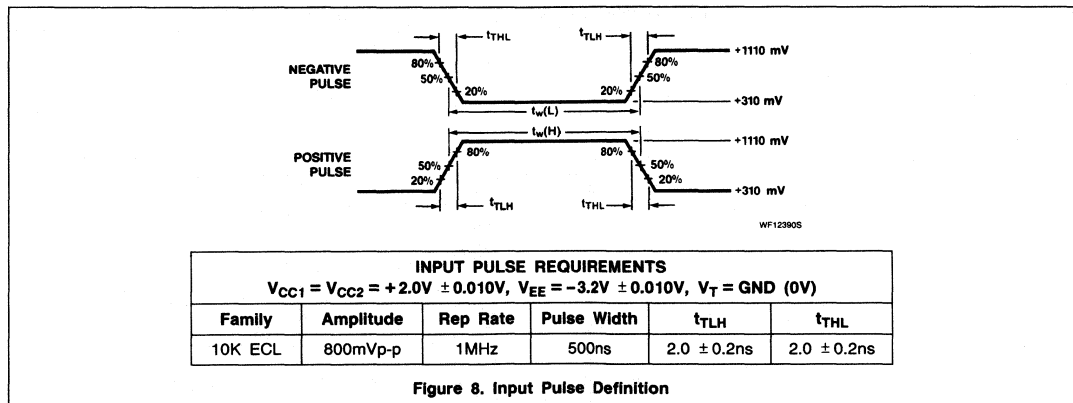 tTHL
tTLH
+1110 mV
NEGATIVE
PULSE
80%
50%
20%
80%
50%
20%
+310 mV
tw(L)
tw(H)
+1110 mV
POSITIVE
PULSE
80%
50%
20%
80%
50%
20%
+310 mV
tTLH
tTHL
WF12390S
INPUT PULSE REQUIREMENTS
VCC1 = VCC2 = +2.0V ±0.010V, VEE = −3.2V ±0.010V, VT = GND (0V)
Family Amplitude Rep Rate Pulse Width tTLH tTHL
10K ECL 800mVp-p 1MHz 500ns 2.0 ±0.2ns 2.0 ±0.2ns
Figure 8. Input Pulse Definition